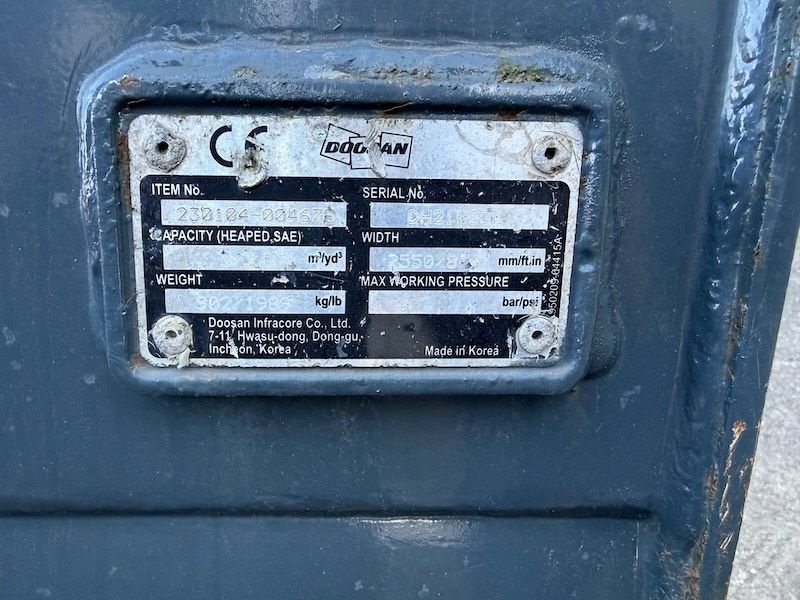 CE DOOSAN
ITEM No. SERIAL No.
CAPACITY (HEAPED,SAE) WIDTH
m³/yd³ mm/ft.in
WEIGHT MAX WORKING PRESSURE
kg/lb bar/psi
Doosan Infracore Co., Ltd.
7-11, Hwasu-dong, Dong-gu,
Incheon, Korea Made in Korea
950209-04415A